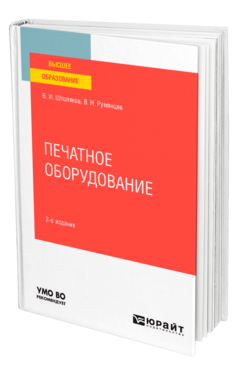 ВЫСШЕЕ
ОБРАЗОВАНИЕ
В. И. Штоляков, В. Н. Румянцев
ПЕЧАТНОЕ
ОБОРУДОВАНИЕ
2-е издание
УМО ВО
РЕКОМЕНДУЕТ
юрайт